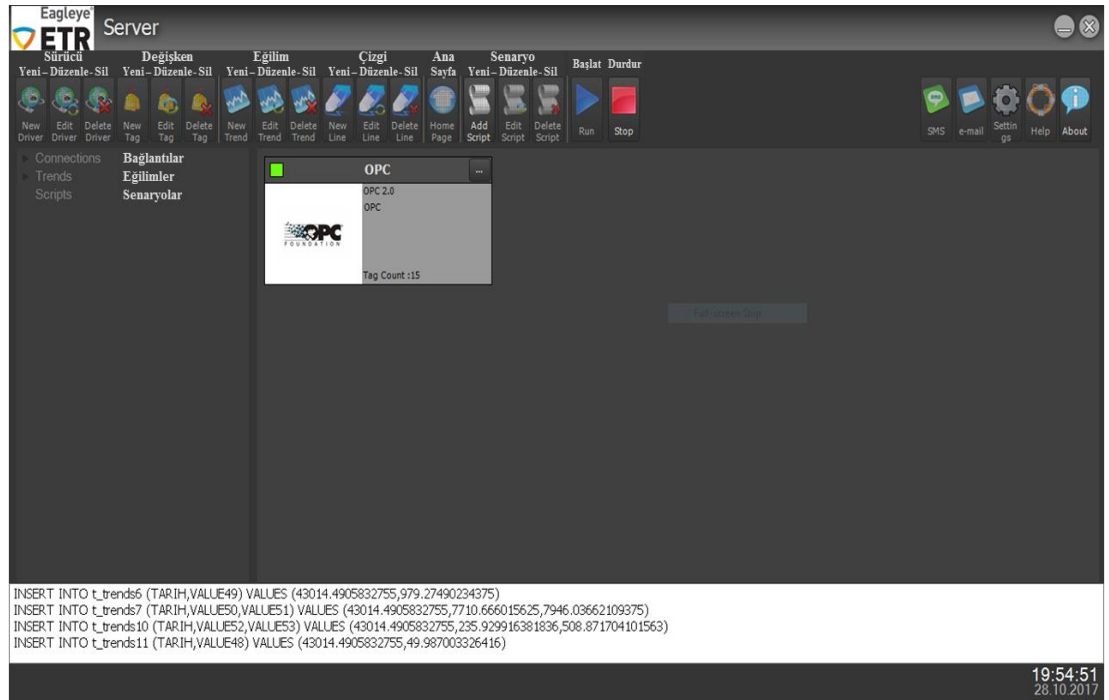 Eagleye®
ETR Server
Sürücü Değişken Eğilim Çizgi Ana Senaryo Başlat Durdur
Yeni–Düzenle-Sil Yeni–Düzenle-Sil Yeni–Düzenle-Sil Yeni–Düzenle-Sil Sayfa Yeni–Düzenle-Sil
New Driver Edit Driver Delete Driver New Tag Edit Tag Delete Tag New Trend Edit Trend Delete Trend New Line Edit Line Delete Line Home Page Add Script Edit Script Delete Script Run Stop SMS e-mail Settings Help About
Connections Bağlantılar
Trends Eğilimler
Scripts Senaryolar
OPC ...
OPC 2.0
OPC
OPC
FOUNDATION
Tag Count :15
Full-screen Snip
INSERT INTO t_trends6 (TARIH,VALUE49) VALUES (43014.4905832755,979.27490234375)
INSERT INTO t_trends7 (TARIH,VALUE50,VALUE51) VALUES (43014.4905832755,7710.666015625,7946.03662109375)
INSERT INTO t_trends10 (TARIH,VALUE52,VALUE53) VALUES (43014.4905832755,235.929916381836,508.871704101563)
INSERT INTO t_trends11 (TARIH,VALUE48) VALUES (43014.4905832755,49.987003326416)
19:54:51
28.10.2017